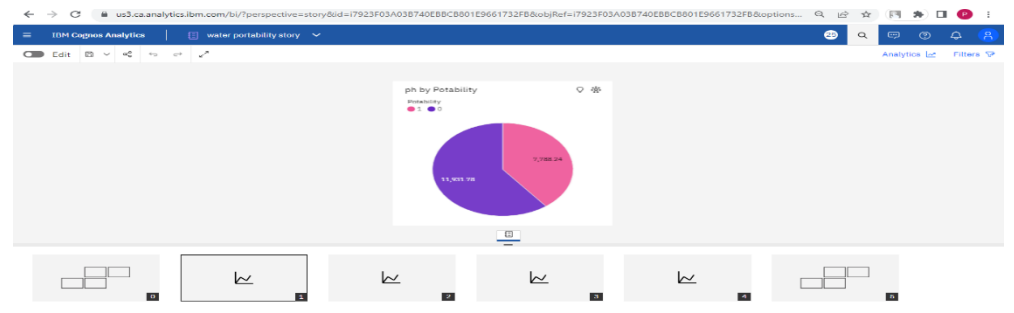 us3.ca.analytics.ibm.com/bi/?perspective=story&id=i7923F03A03B740EBBCB801E9661732FB&objRef=i7923F03A03B740EBBCB801E9661732FB&options...
IBM Cognos Analytics
water portability story
25
Edit
Analytics
Filters
ph by Potability
Potability
1 0
7,788.24
11,901.78
0
1
2
3
4
5
P